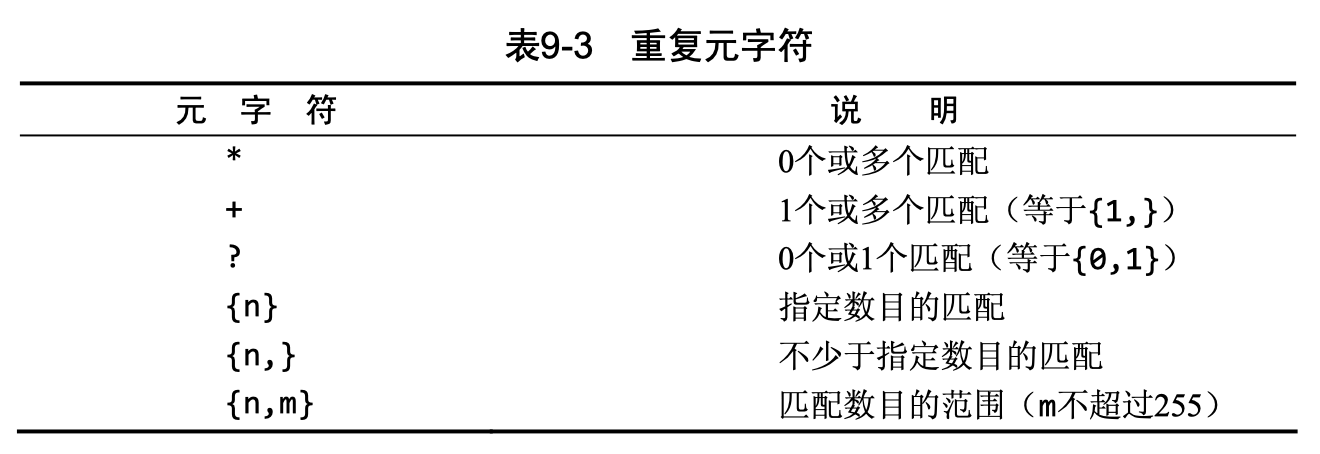 表9-3 重复元字符
元 字 符 说 明
* 0个或多个匹配
+ 1个或多个匹配（等于{1,}）
? 0个或1个匹配（等于{0,1}）
{n} 指定数目的匹配
{n,} 不少于指定数目的匹配
{n,m} 匹配数目的范围（m不超过255）